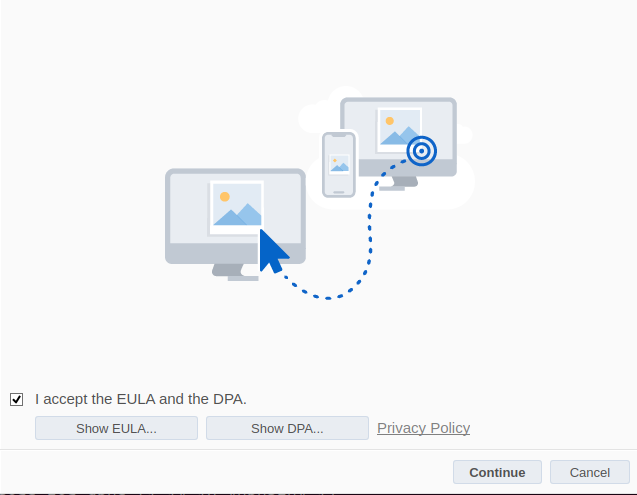 I accept the EULA and the DPA.
Show EULA... Show DPA... Privacy Policy
Continue Cancel